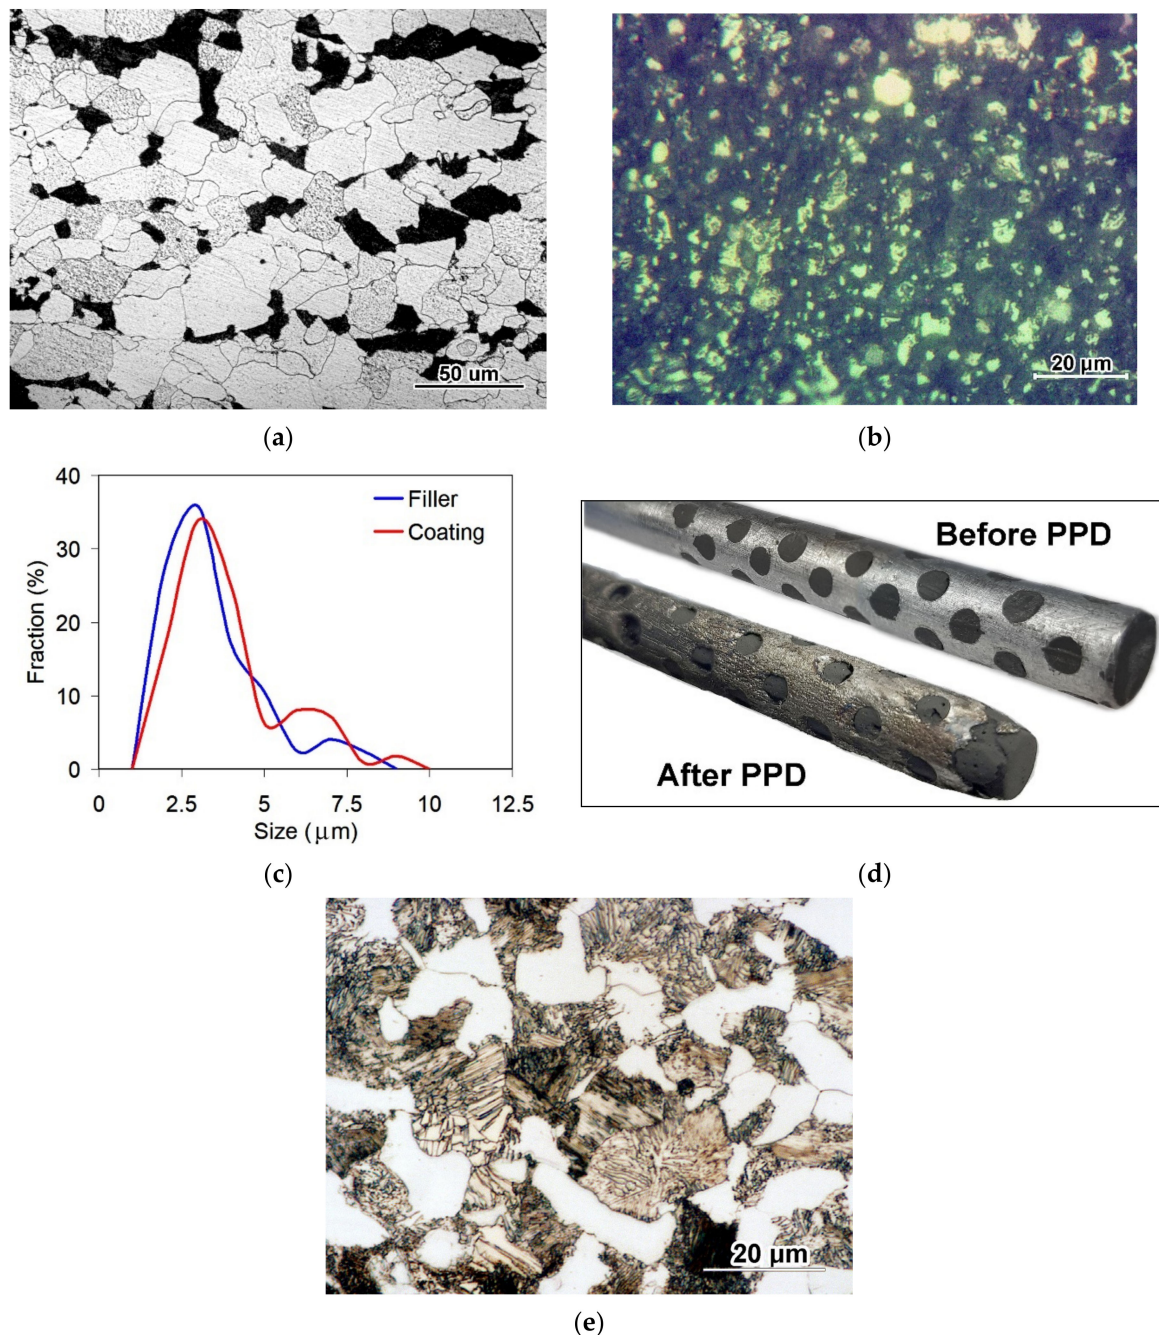 50 um
20 µm
(a)
(b)
40
30
20
10
0
Fraction (%)
Filler
Coating
0
2.5
5
7.5
10
12.5
Size (µm)
Before PPD
After PPD
(c)
(d)
20 µm
(e)